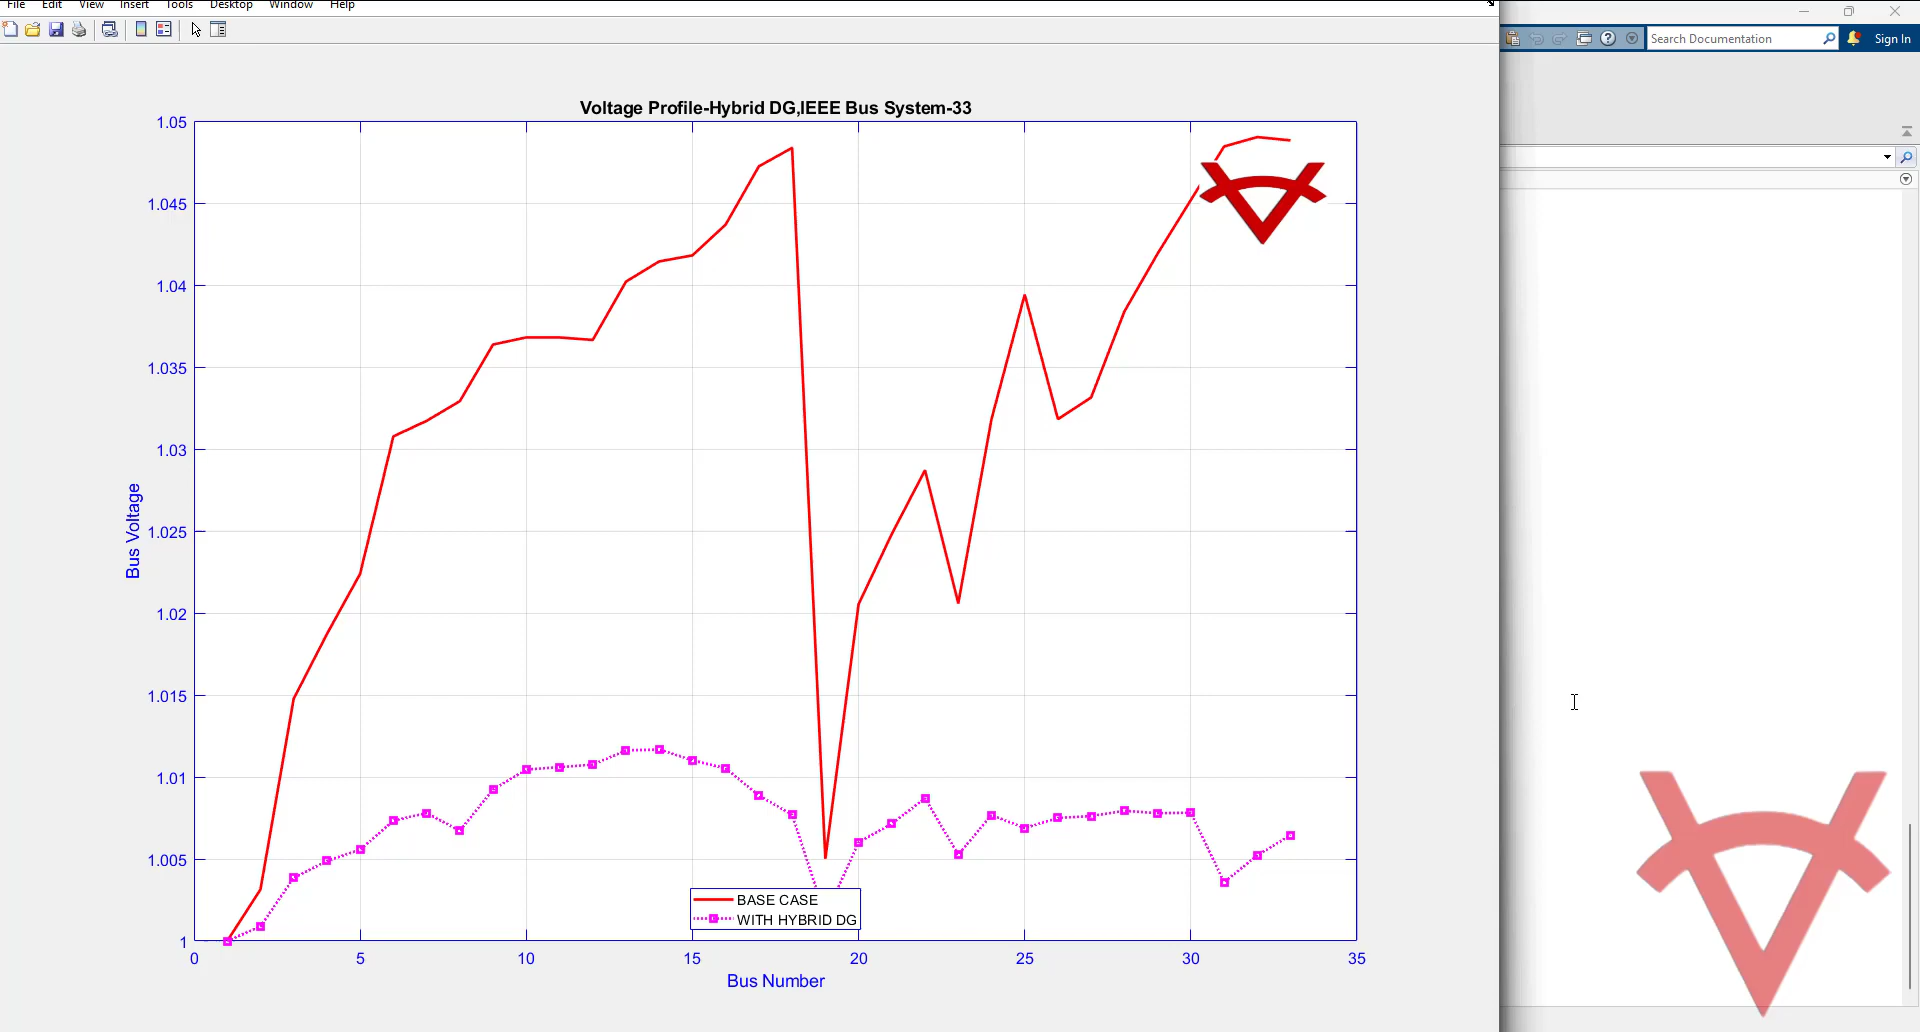 File Edit View Insert Tools Desktop Window Help
Search Documentation
Sign In
Voltage Profile-Hybrid DG,IEEE Bus System-33
1.05
1.045
1.04
1.035
1.03
1.025
1.02
1.015
1.01
1.005
1
Bus Voltage
BASE CASE
WITH HYBRID DG
0 5 10 15 20 25 30 35
Bus Number